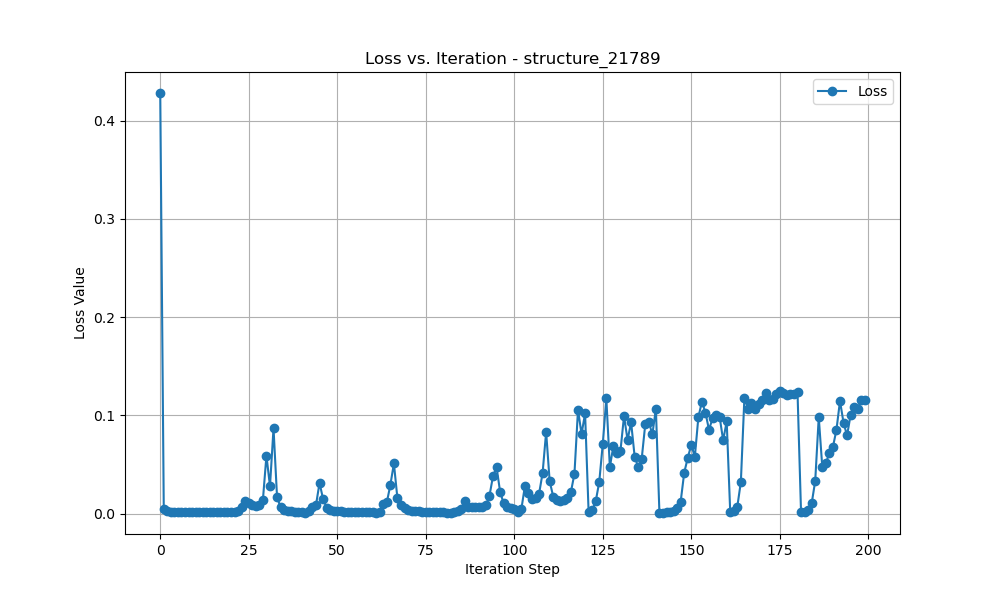 Loss vs. Iteration - structure_21789
Loss
Loss Value
0.4
0.3
0.2
0.1
0.0
0 25 50 75 100 125 150 175 200
Iteration Step